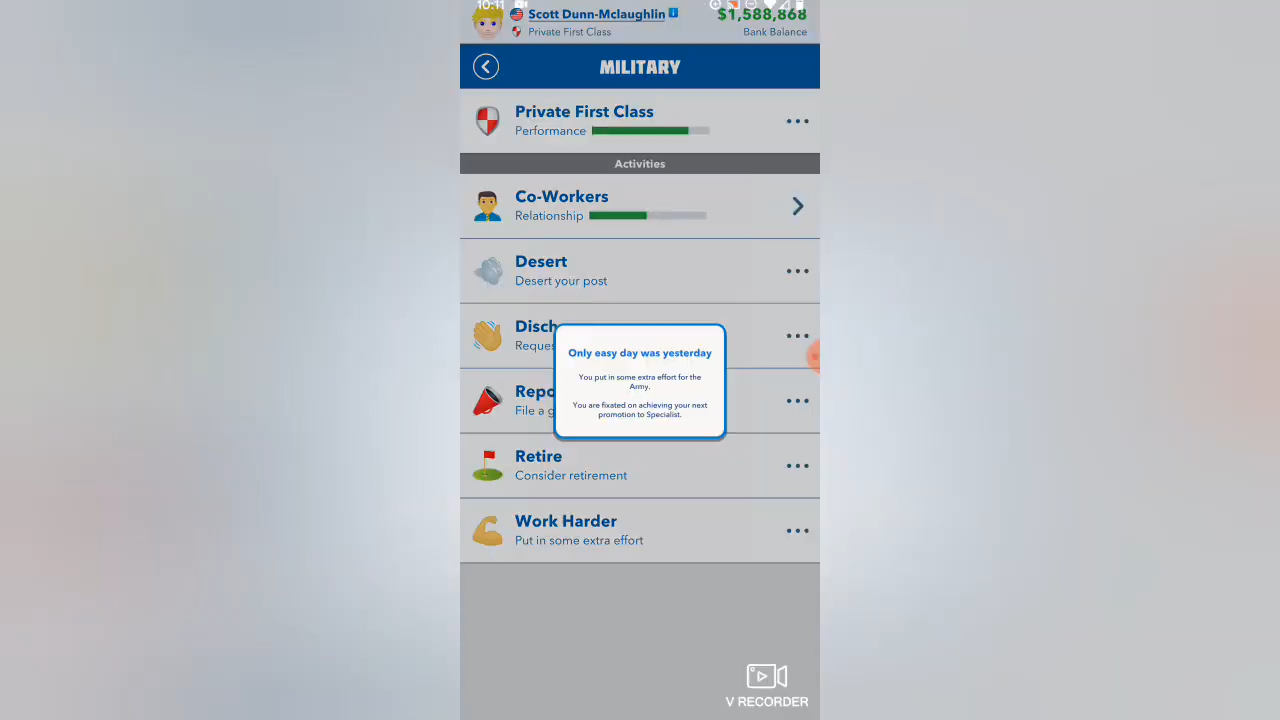 10:11
Scott Dunn-Mclaughlin
$1,588,868
Private First Class
Bank Balance
MILITARY
Private First Class
Performance
Activities
Co-Workers
Relationship
Desert
Desert your post
Disch
Reques
Only easy day was yesterday
You put in some extra effort for the
Army.
You are fixated on achieving your next
promotion to Specialist.
Repo
File a g
Retire
Consider retirement
Work Harder
Put in some extra effort
V RECORDER